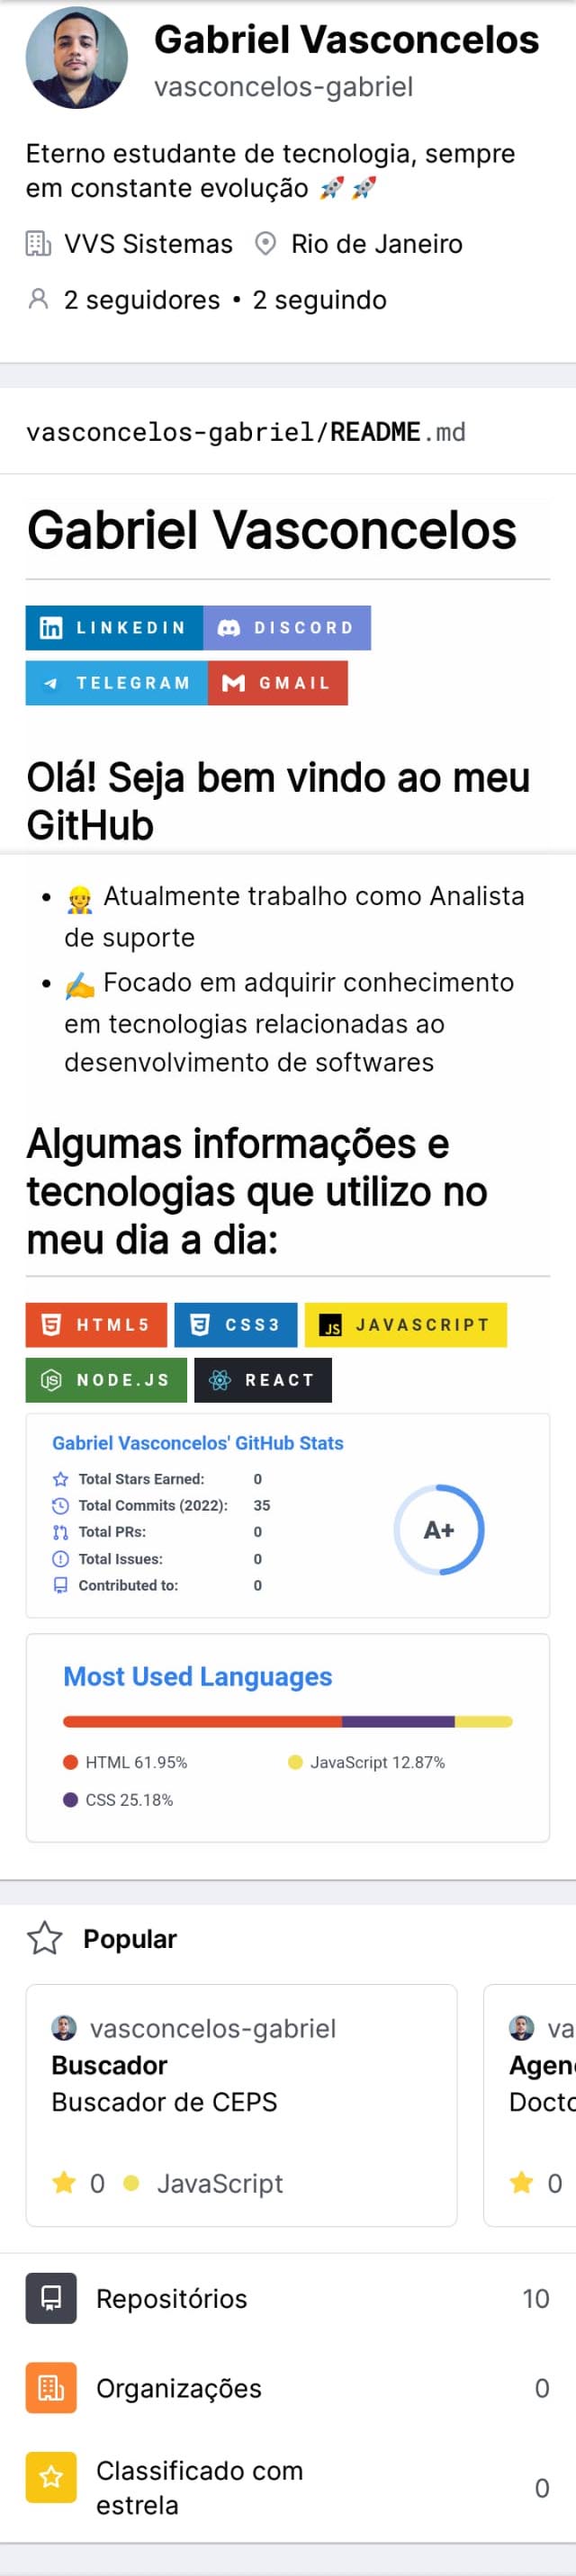 Gabriel Vasconcelos
vasconcelos-gabriel
Eterno estudante de tecnologia, sempre
em constante evolução 🚀 🚀
VVS Sistemas Rio de Janeiro
2 seguidores • 2 seguindo
vasconcelos-gabriel/README.md
Gabriel Vasconcelos
LINKEDIN DISCORD
TELEGRAM GMAIL
Olá! Seja bem vindo ao meu
GitHub
• 👷 Atualmente trabalho como Analista
de suporte
• ✍️ Focado em adquirir conhecimento
em tecnologias relacionadas ao
desenvolvimento de softwares
Algumas informações e
tecnologias que utilizo no
meu dia a dia:
HTML5 CSS3 JAVASCRIPT
NODE.JS REACT
Gabriel Vasconcelos' GitHub Stats
Total Stars Earned: 0
Total Commits (2022): 35
Total PRs: 0
Total Issues: 0
Contributed to: 0
A+
Most Used Languages
HTML 61.95% JavaScript 12.87%
CSS 25.18%
Popular
vasconcelos-gabriel va
Buscador Agen
Buscador de CEPS Docto
0 JavaScript 0
Repositórios 10
Organizações 0
Classificado com
estrela 0